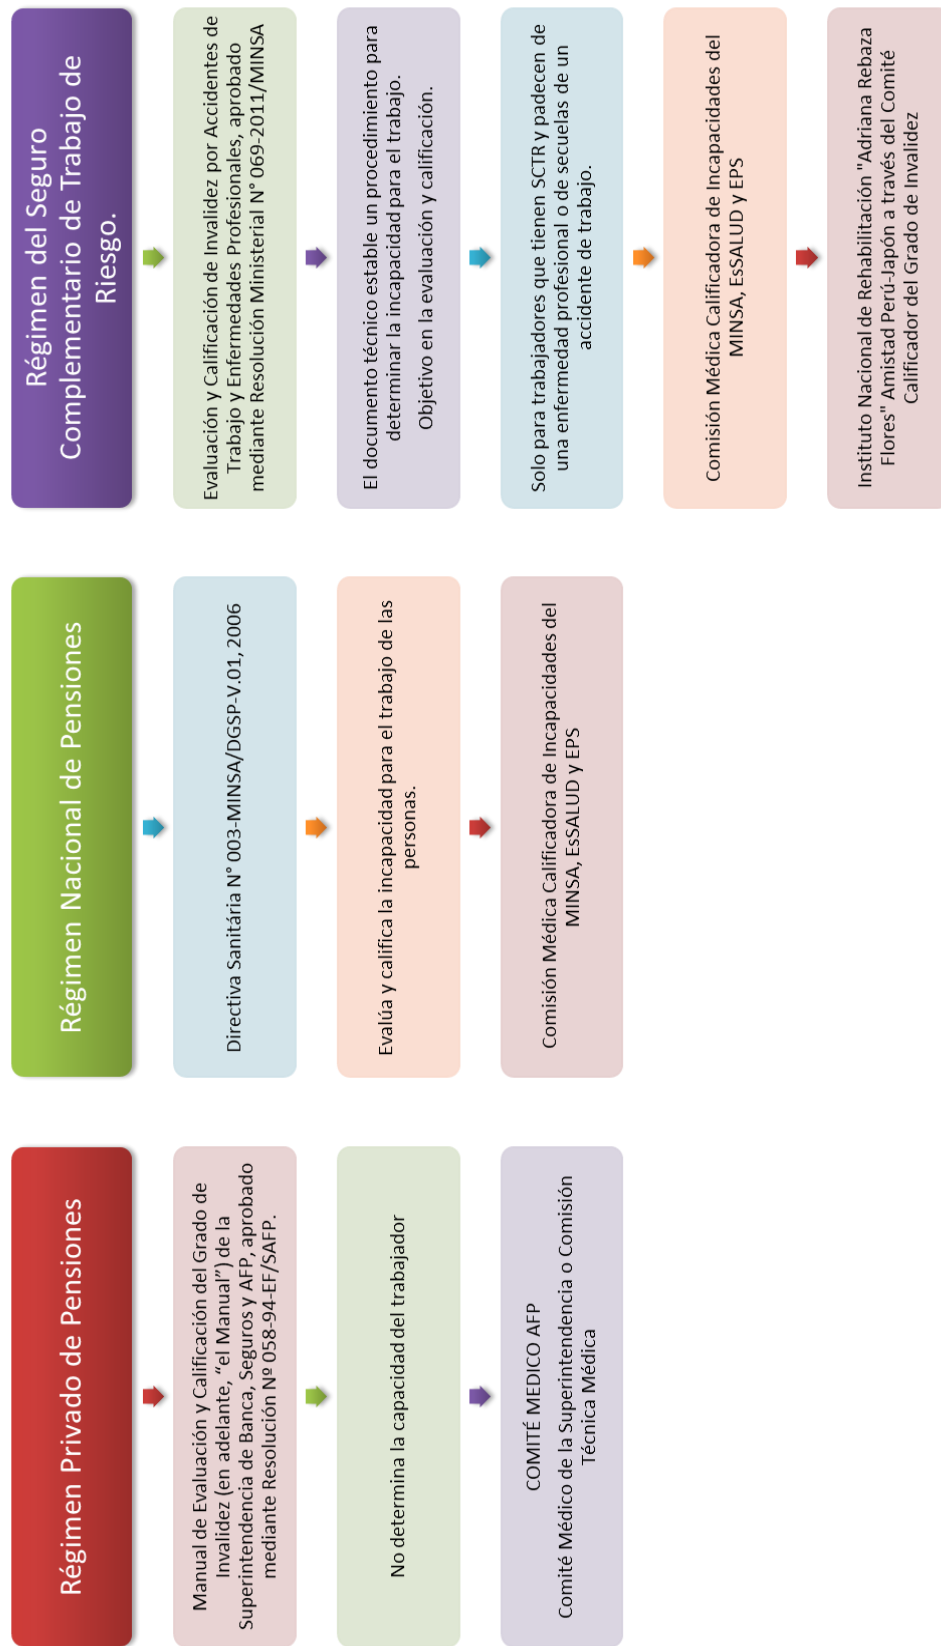 Régimen Privado de Pensiones
Manual de Evaluación y Calificación del Grado de
Invalidez (en adelante, “el Manual”) de la
Superintendencia de Banca, Seguros y AFP, aprobado
mediante Resolución Nº 058-94-EF/SAFP.
No determina la capacidad del trabajador
COMITÉ MEDICO AFP
Comité Médico de la Superintendencia o Comisión
Técnica Médica
Régimen Nacional de Pensiones
Directiva Sanitária N° 003-MINSA/DGSP-V.01, 2006
Evalúa y califica la incapacidad para el trabajo de las
personas.
Comisión Médica Calificadora de Incapacidades del
MINSA, EsSALUD y EPS
Régimen del Seguro
Complementario de Trabajo de
Riesgo.
Evaluación y Calificación de Invalidez por Accidentes de
Trabajo y Enfermedades Profesionales, aprobado
mediante Resolución Ministerial N° 069-2011/MINSA
El documento técnico estable un procedimiento para
determinar la incapacidad para el trabajo.
Objetivo en la evaluación y calificación.
Solo para trabajadores que tienen SCTR y padecen de
una enfermedad profesional o de secuelas de un
accidente de trabajo.
Comisión Médica Calificadora de Incapacidades del
MINSA, EsSALUD y EPS
Instituto Nacional de Rehabilitación "Adriana Rebaza
Flores" Amistad Perú-Japón a través del Comité
Calificador del Grado de Invalidez